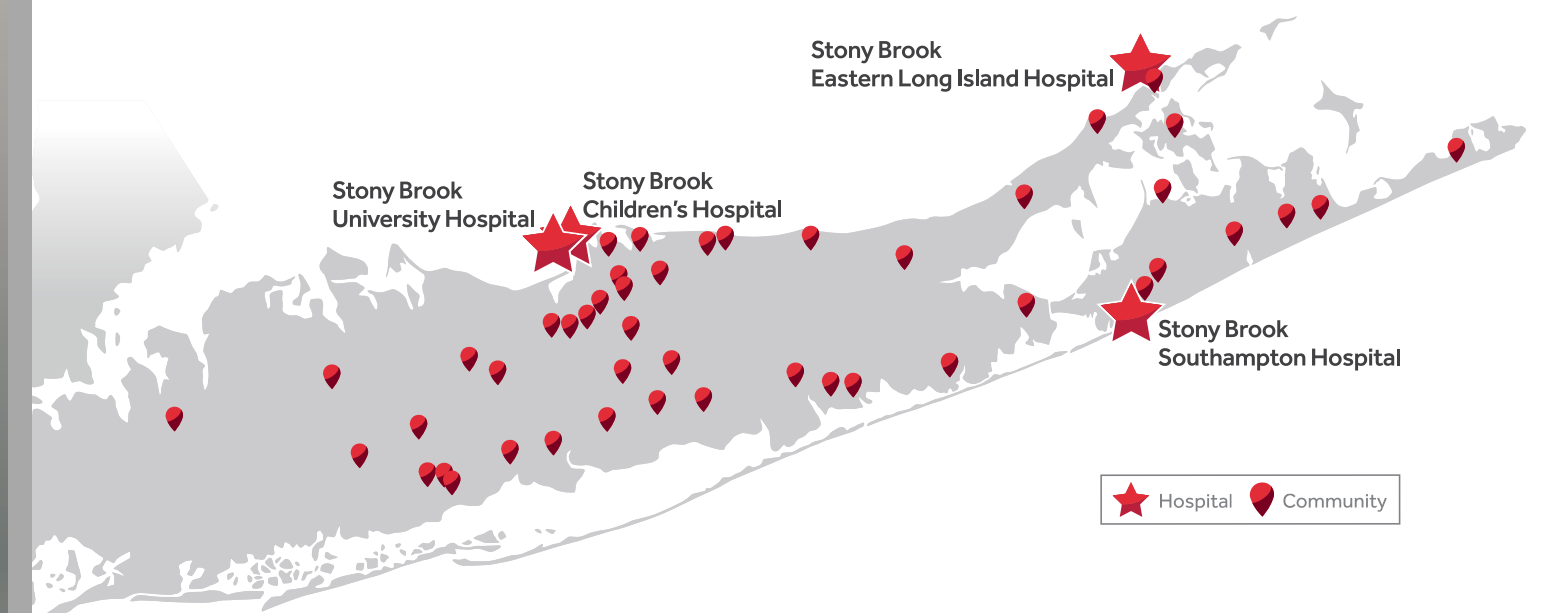 Stony Brook
Eastern Long Island Hospital
Stony Brook
University Hospital
Stony Brook
Children's Hospital
Stony Brook
Southampton Hospital
Hospital
Community